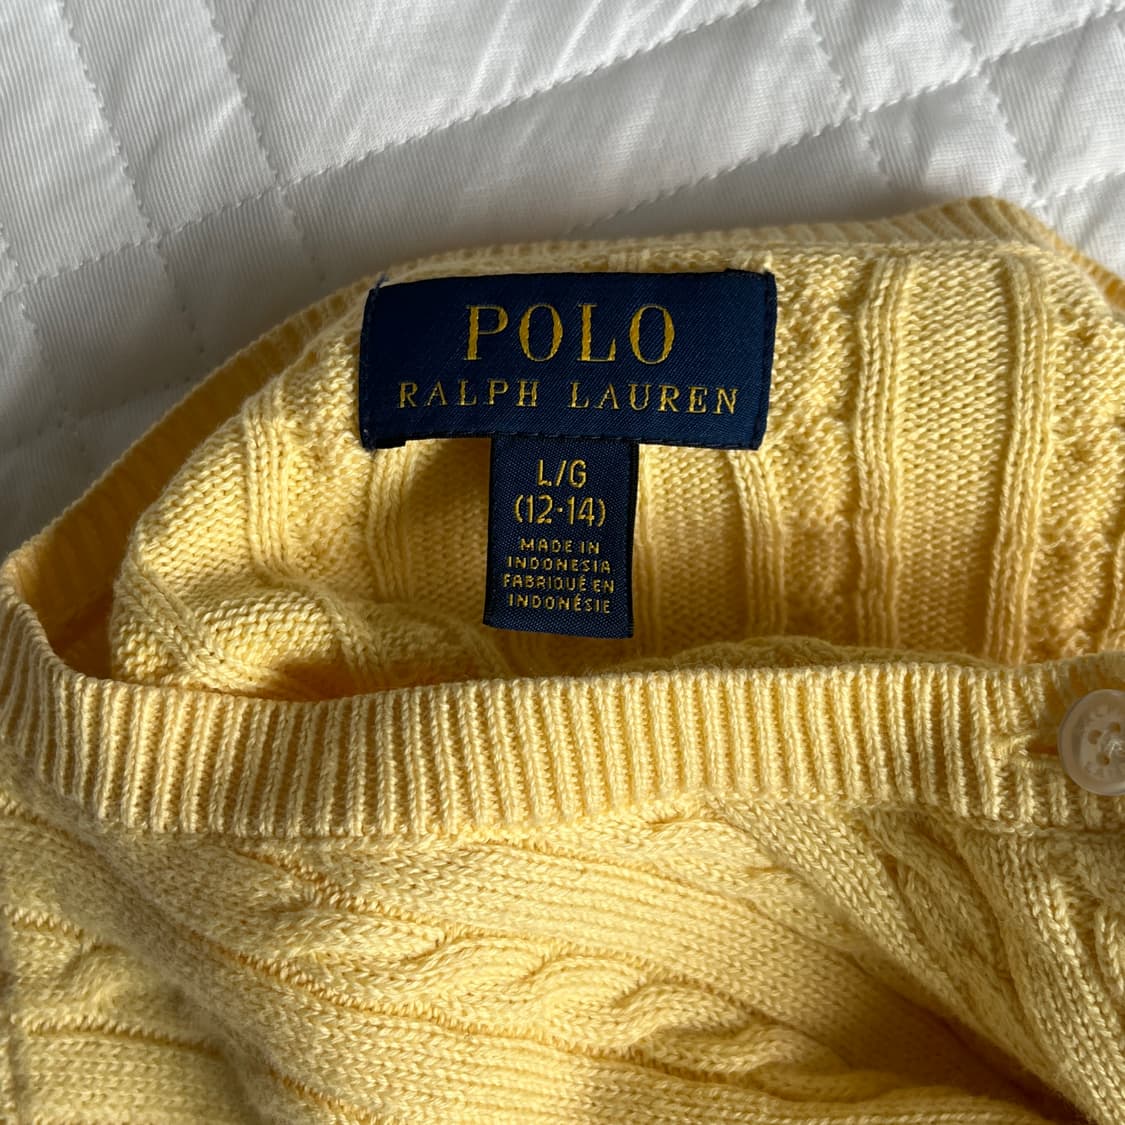 POLO
RALPH LAUREN
L/G
(12-14)
MADE IN
INDONESIA
FABRIQUÉ EN
INDONÉSIE